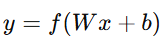 y = f(Wx + b)